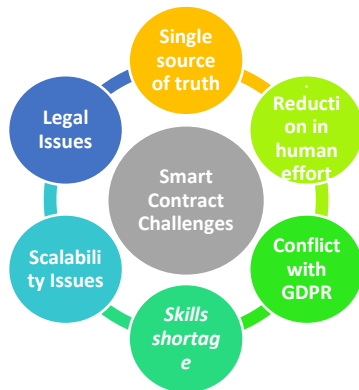 Single
source
of truth
Reducti
on in
human
effort
Conflict
with
GDPR
Skills
shortag
e
Scalabili
ty Issues
Legal
Issues
Smart
Contract
Challenges